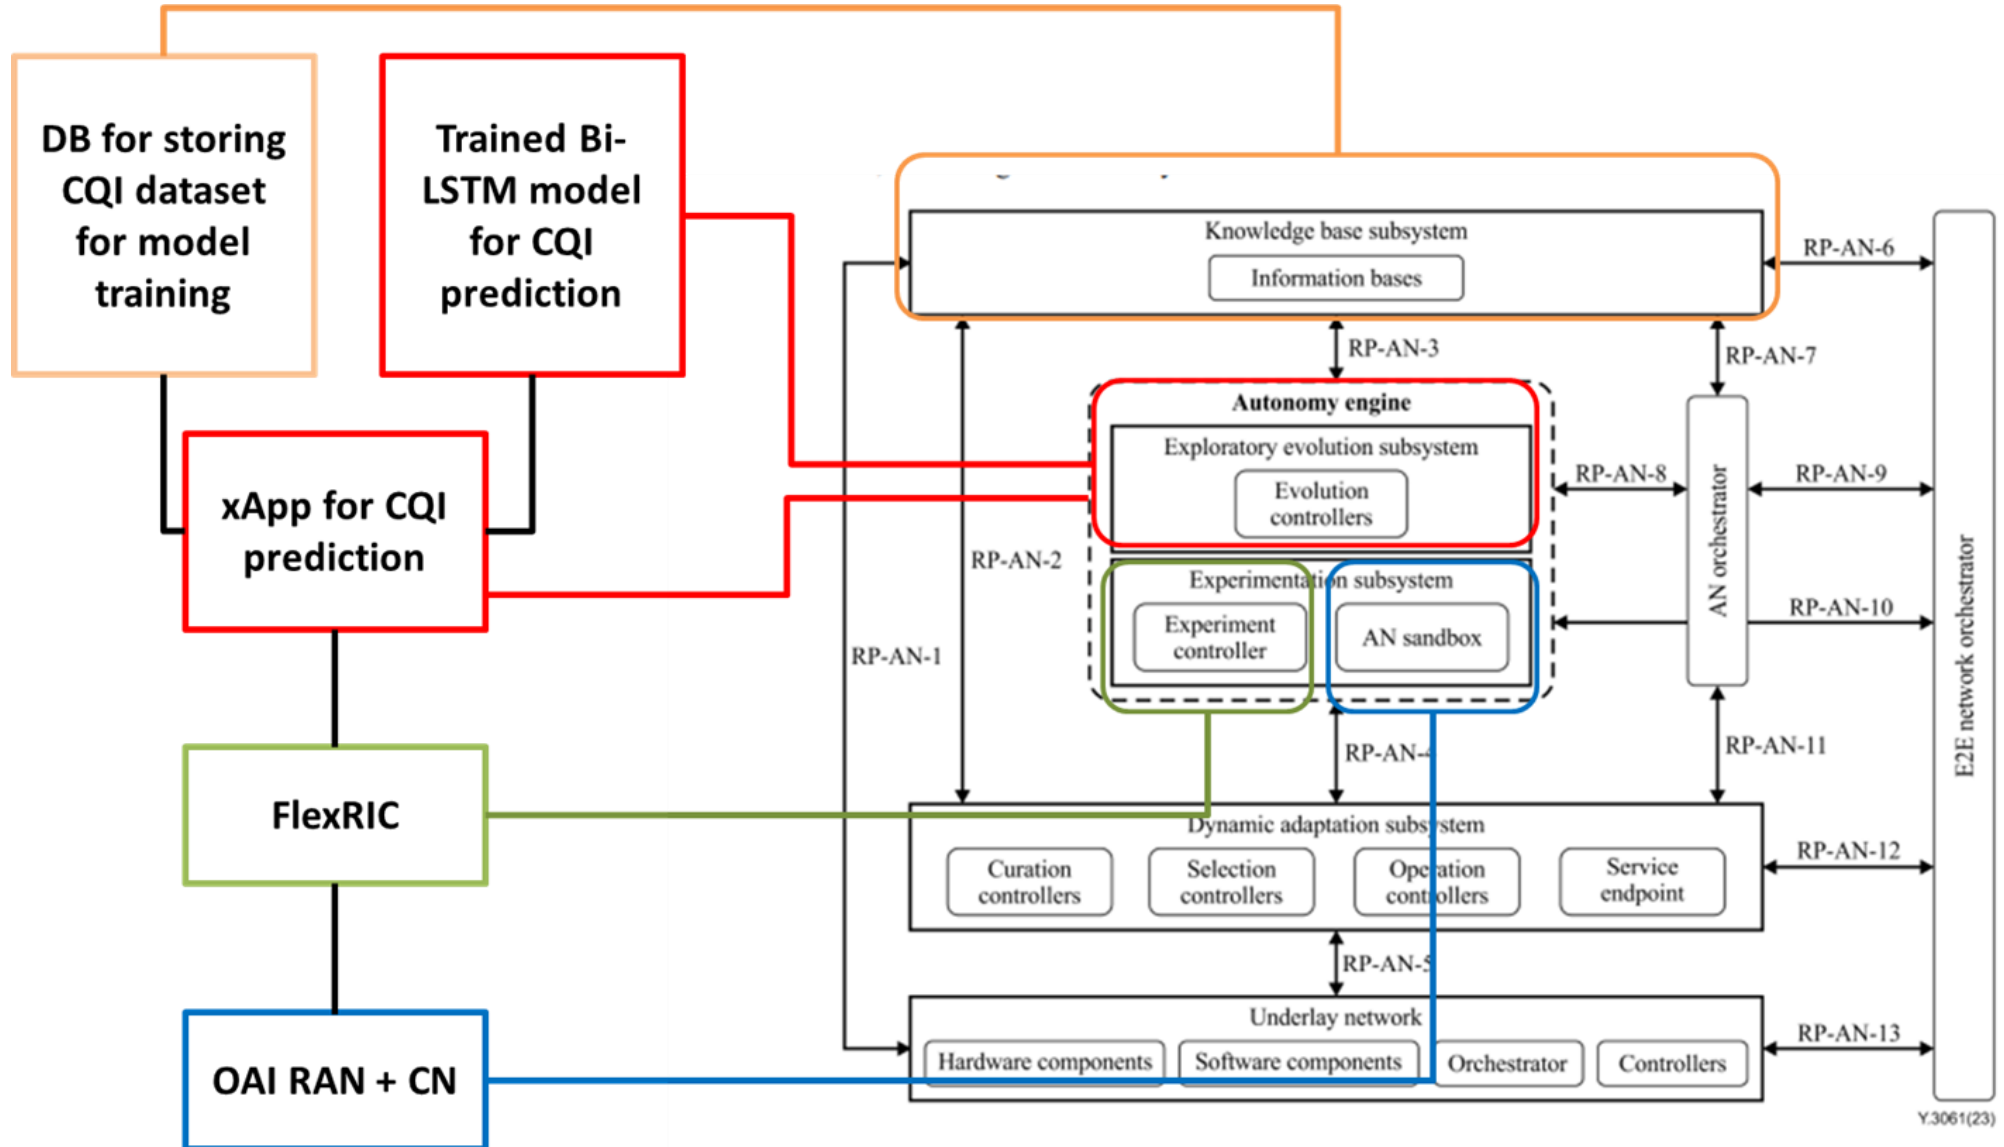 DB for storing
CQI dataset
for model
training
Trained Bi-
LSTM model
for CQI
prediction
xApp for CQI
prediction
FlexRIC
OAI RAN + CN
Knowledge base subsystem
Information bases
RP-AN-6
RP-AN-3
RP-AN-7
Autonomy engine
Exploratory evolution subsystem
Evolution
controllers
RP-AN-8
RP-AN-9
RP-AN-2
Experimentation subsystem
Experiment
controller
AN sandbox
AN orchestrator
RP-AN-10
RP-AN-1
E2E network orchestrator
RP-AN-4
RP-AN-11
Dynamic adaptation subsystem
Curation
controllers
Selection
controllers
Operation
controllers
Service
endpoint
RP-AN-12
RP-AN-5
Underlay network
Hardware components
Software components
Orchestrator
Controllers
RP-AN-13
Y.3061(23)